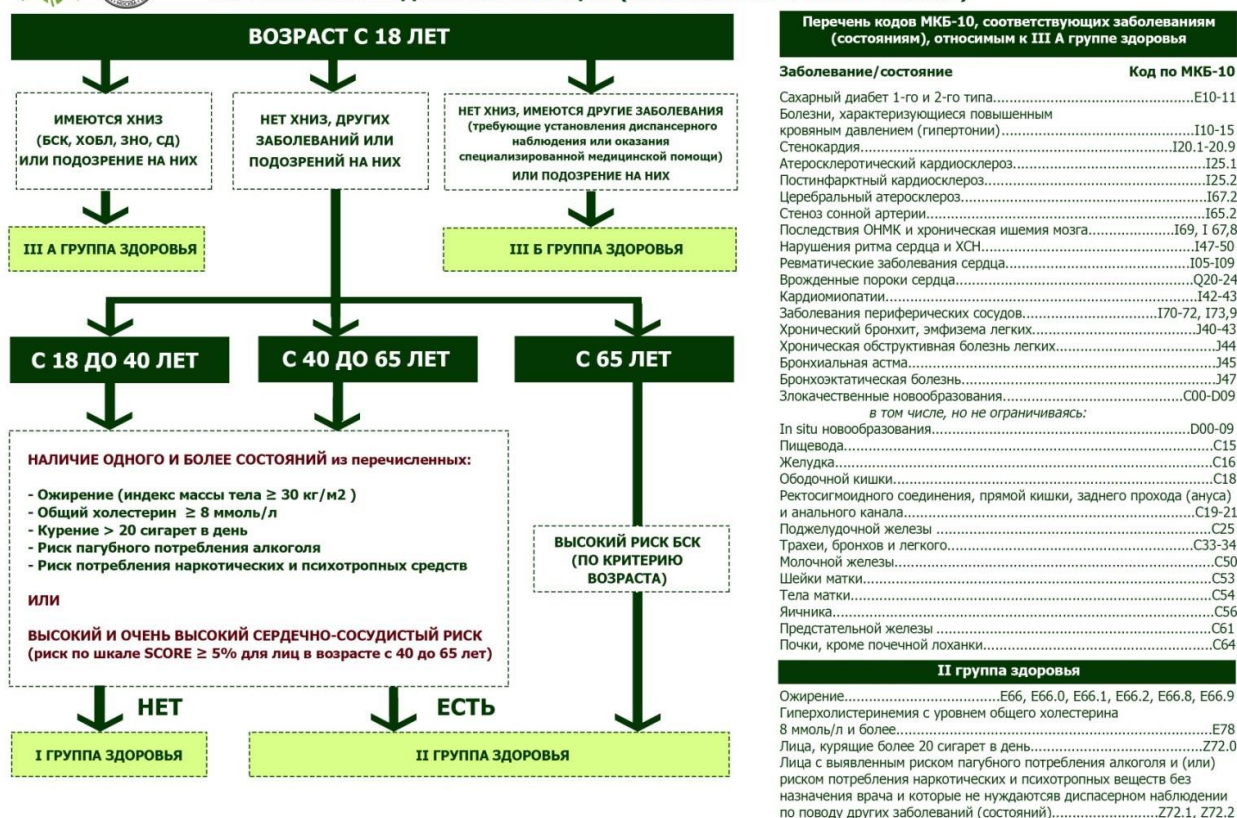 ВОЗРАСТ С 18 ЛЕТ
ИМЕЮТСЯ ХНИЗ
(БСК, ХОБЛ, ЗНО, СД)
ИЛИ ПОДОЗРЕНИЕ НА НИХ
НЕТ ХНИЗ, ДРУГИХ
ЗАБОЛЕВАНИЙ ИЛИ
ПОДОЗРЕНИЙ НА НИХ
НЕТ ХНИЗ, ИМЕЮТСЯ ДРУГИЕ ЗАБОЛЕВАНИЯ
(требующие установления диспансерного
наблюдения или оказания
специализированной медицинской помощи)
ИЛИ ПОДОЗРЕНИЕ НА НИХ
III А ГРУППА ЗДОРОВЬЯ
III Б ГРУППА ЗДОРОВЬЯ
С 18 ДО 40 ЛЕТ
С 40 ДО 65 ЛЕТ
С 65 ЛЕТ
НАЛИЧИЕ ОДНОГО И БОЛЕЕ СОСТОЯНИЙ из перечисленных:
- Ожирение (индекс массы тела ≥ 30 кг/м2 )
- Общий холестерин ≥ 8 ммоль/л
- Курение > 20 сигарет в день
- Риск пагубного потребления алкоголя
- Риск потребления наркотических и психотропных средств
ИЛИ
ВЫСОКИЙ И ОЧЕНЬ ВЫСОКИЙ СЕРДЕЧНО-СОСУДИСТЫЙ РИСК
(риск по шкале SCORE ≥ 5% для лиц в возрасте с 40 до 65 лет)
ВЫСОКИЙ РИСК БСК
(ПО КРИТЕРИЮ
ВОЗРАСТА)
НЕТ
ЕСТЬ
I ГРУППА ЗДОРОВЬЯ
II ГРУППА ЗДОРОВЬЯ
Перечень кодов МКБ-10, соответствующих заболеваниям
(состояниям), относимым к III А группе здоровья
Заболевание/состояние Код по МКБ-10
Сахарный диабет 1-го и 2-го типа...E10-11
Болезни, характеризующиеся повышенным
кровяным давлением (гипертонии)...I10-15
Стенокардия...I20.1-20.9
Атеросклеротический кардиосклероз...I25.1
Постинфарктный кардиосклероз...I25.2
Церебральный атеросклероз...I67.2
Стеноз сонной артерии...I65.2
Последствия ОНМК и хроническая ишемия мозга...I69, I 67,8
Нарушения ритма сердца и ХСН...I47-50
Ревматические заболевания сердца...I05-I09
Врожденные пороки сердца...Q20-24
Кардиомиопатии...I42-43
Заболевания периферических сосудов...I70-72, I73,9
Хронический бронхит, эмфизема легких...J40-43
Хроническая обструктивная болезнь легких...J44
Бронхиальная астма...J45
Бронхоэктатическая болезнь...J47
Злокачественные новообразования...C00-D09
в том числе, но не ограничиваясь:
In situ новообразования...D00-09
Пищевода...C15
Желудка...C16
Ободочной кишки...C18
Ректосигмоидного соединения, прямой кишки, заднего прохода (ануса)
и анального канала...C19-21
Поджелудочной железы ...C25
Трахеи, бронхов и легкого...C33-34
Молочной железы...C50
Шейки матки...C53
Тела матки...C54
Яичника...C56
Предстательной железы ...C61
Почки, кроме почечной лоханки...C64
II группа здоровья
Ожирение...E66, E66.0, E66.1, E66.2, E66.8, E66.9
Гиперхолистеринемия с уровнем общего холестерина
8 ммоль/л и более...E78
Лица, курящие более 20 сигарет в день...Z72.0
Лица с выявленным риском пагубного потребления алкоголя и (или)
риском потребления наркотических и психотропных веществ без
назначения врача и которые не нуждаютсяв диспасерном наблюдении
по поводу других заболеваний (состояний)...Z72.1, Z72.2